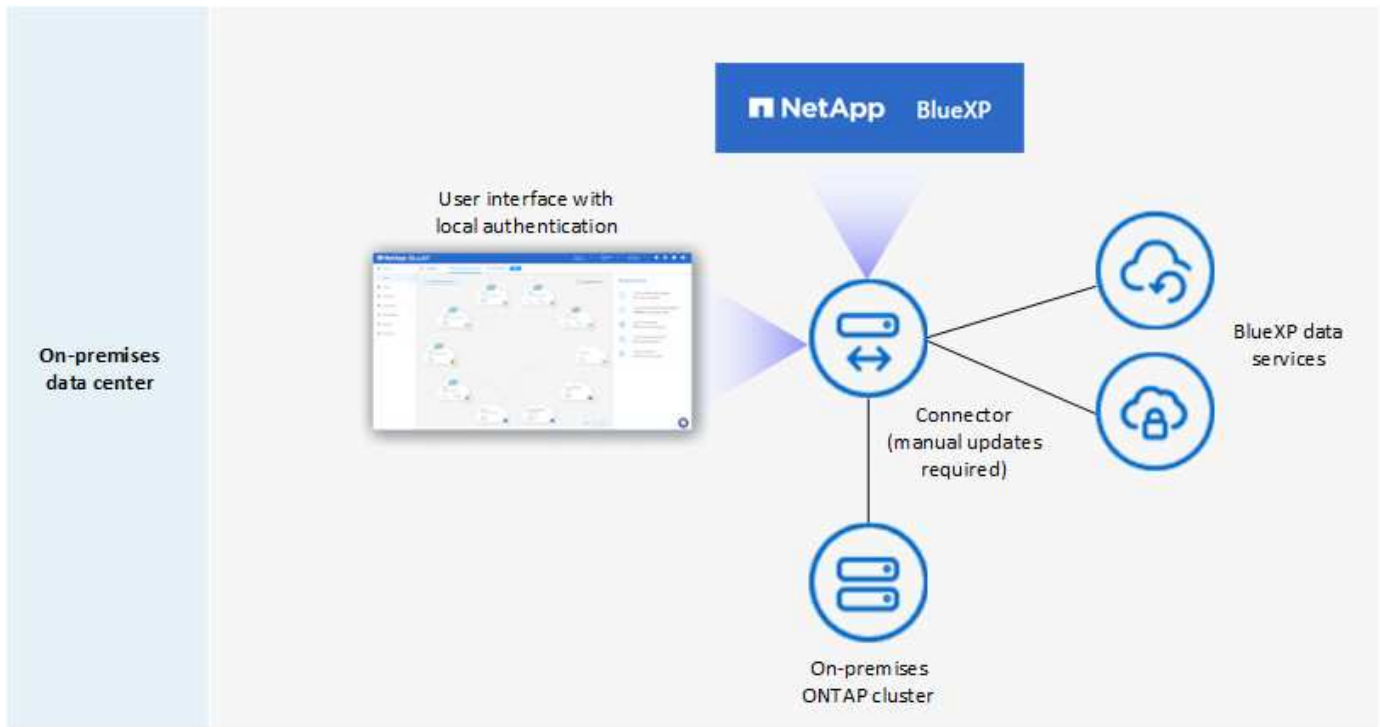 NetApp BlueXP
User interface with
local authentication
On-premises
data center
BlueXP data
services
Connector
(manual updates
required)
On-premises
ONTAP cluster